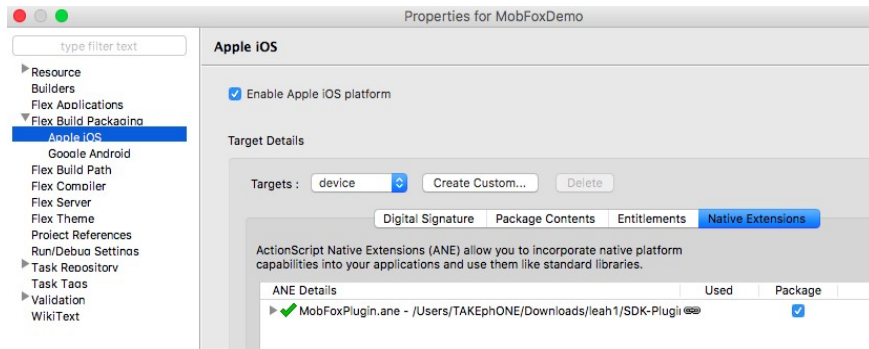 Properties for MobFoxDemo
type filter text
Resource
Builders
Flex Applications
Flex Build Packaging
Apple iOS
Google Android
Flex Build Path
Flex Compiler
Flex Server
Flex Theme
Project References
Run/Debug Settings
Task Repository
Task Tags
Validation
WikiText
Apple iOS
Enable Apple iOS platform
Target Details
Targets : device Create Custom... Delete
Digital Signature Package Contents Entitlements Native Extensions
ActionScript Native Extensions (ANE) allow you to incorporate native platform
capabilities into your applications and use them like standard libraries.
ANE Details Used Package
MobFoxPlugin.ane - /Users/TAKEphONE/Downloads/leah1/SDK-Plugi